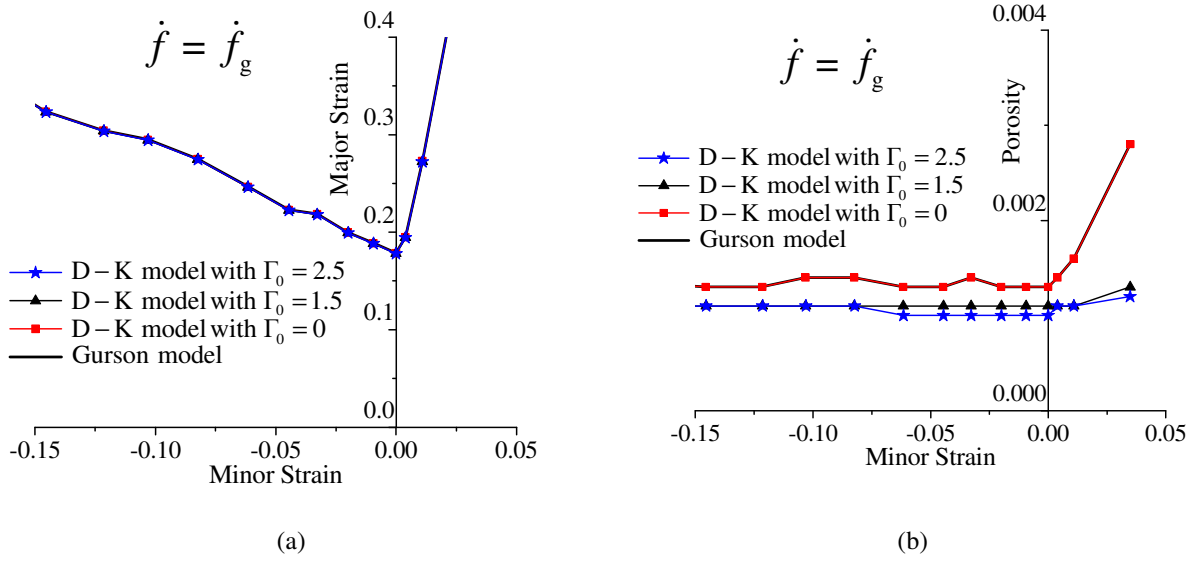 ḟ = ḟg
Major Strain
0.4
0.3
0.2
0.1
0.0
D – K model with Γ0 = 2.5
D – K model with Γ0 = 1.5
D – K model with Γ0 = 0
Gurson model
-0.15 -0.10 -0.05 0.00 0.05
Minor Strain
(a)
ḟ = ḟg
Porosity
0.004
0.002
0.000
D – K model with Γ0 = 2.5
D – K model with Γ0 = 1.5
D – K model with Γ0 = 0
Gurson model
-0.15 -0.10 -0.05 0.00 0.05
Minor Strain
(b)